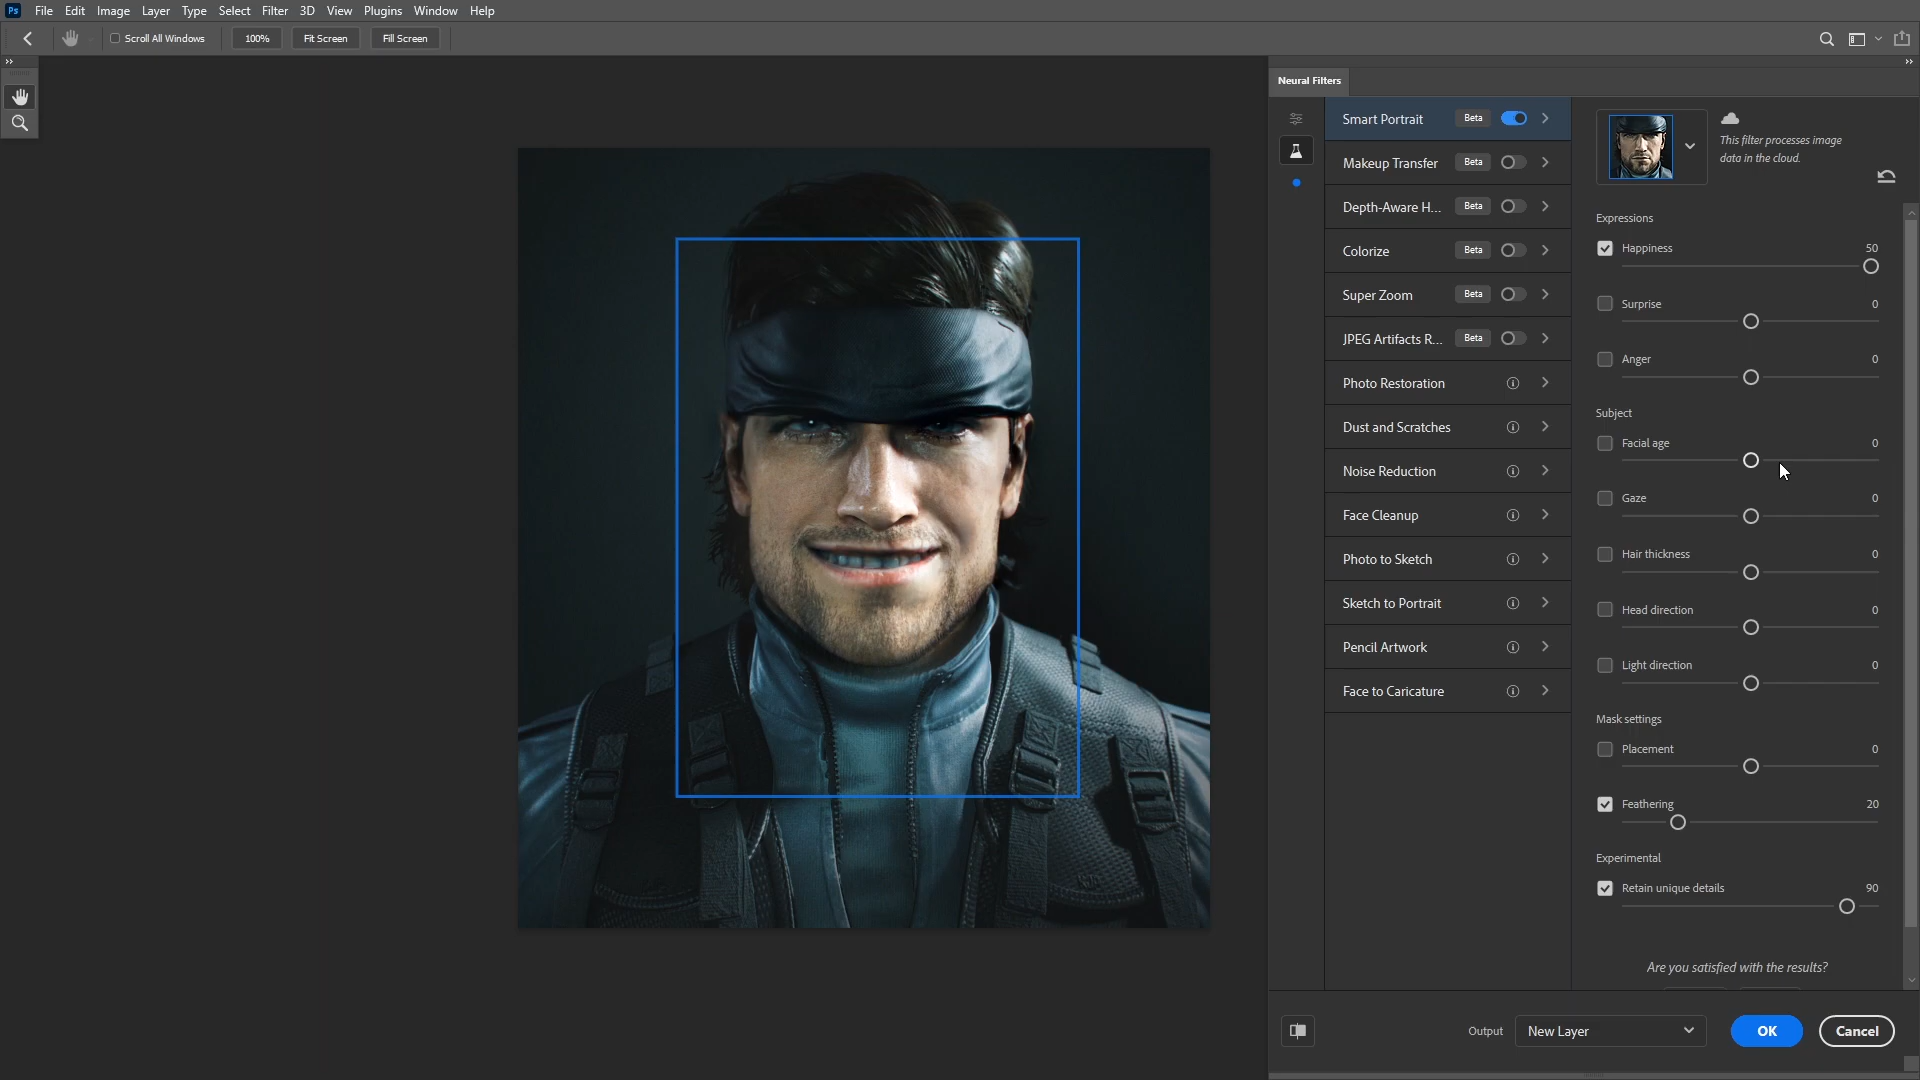 Ps File Edit Image Layer Type Select Filter 3D View Plugins Window Help
Scroll All Windows 100% Fit Screen Fill Screen
Neural Filters
Smart Portrait Beta
Makeup Transfer Beta
Depth-Aware H... Beta
Colorize Beta
Super Zoom Beta
JPEG Artifacts R... Beta
Photo Restoration
Dust and Scratches
Noise Reduction
Face Cleanup
Photo to Sketch
Sketch to Portrait
Pencil Artwork
Face to Caricature
This filter processes image
data in the cloud.
Expressions
Happiness 50
Surprise 0
Anger 0
Subject
Facial age 0
Gaze 0
Hair thickness 0
Head direction 0
Light direction 0
Mask settings
Placement 0
Feathering 20
Experimental
Retain unique details 90
Are you satisfied with the results?
Output New Layer OK Cancel